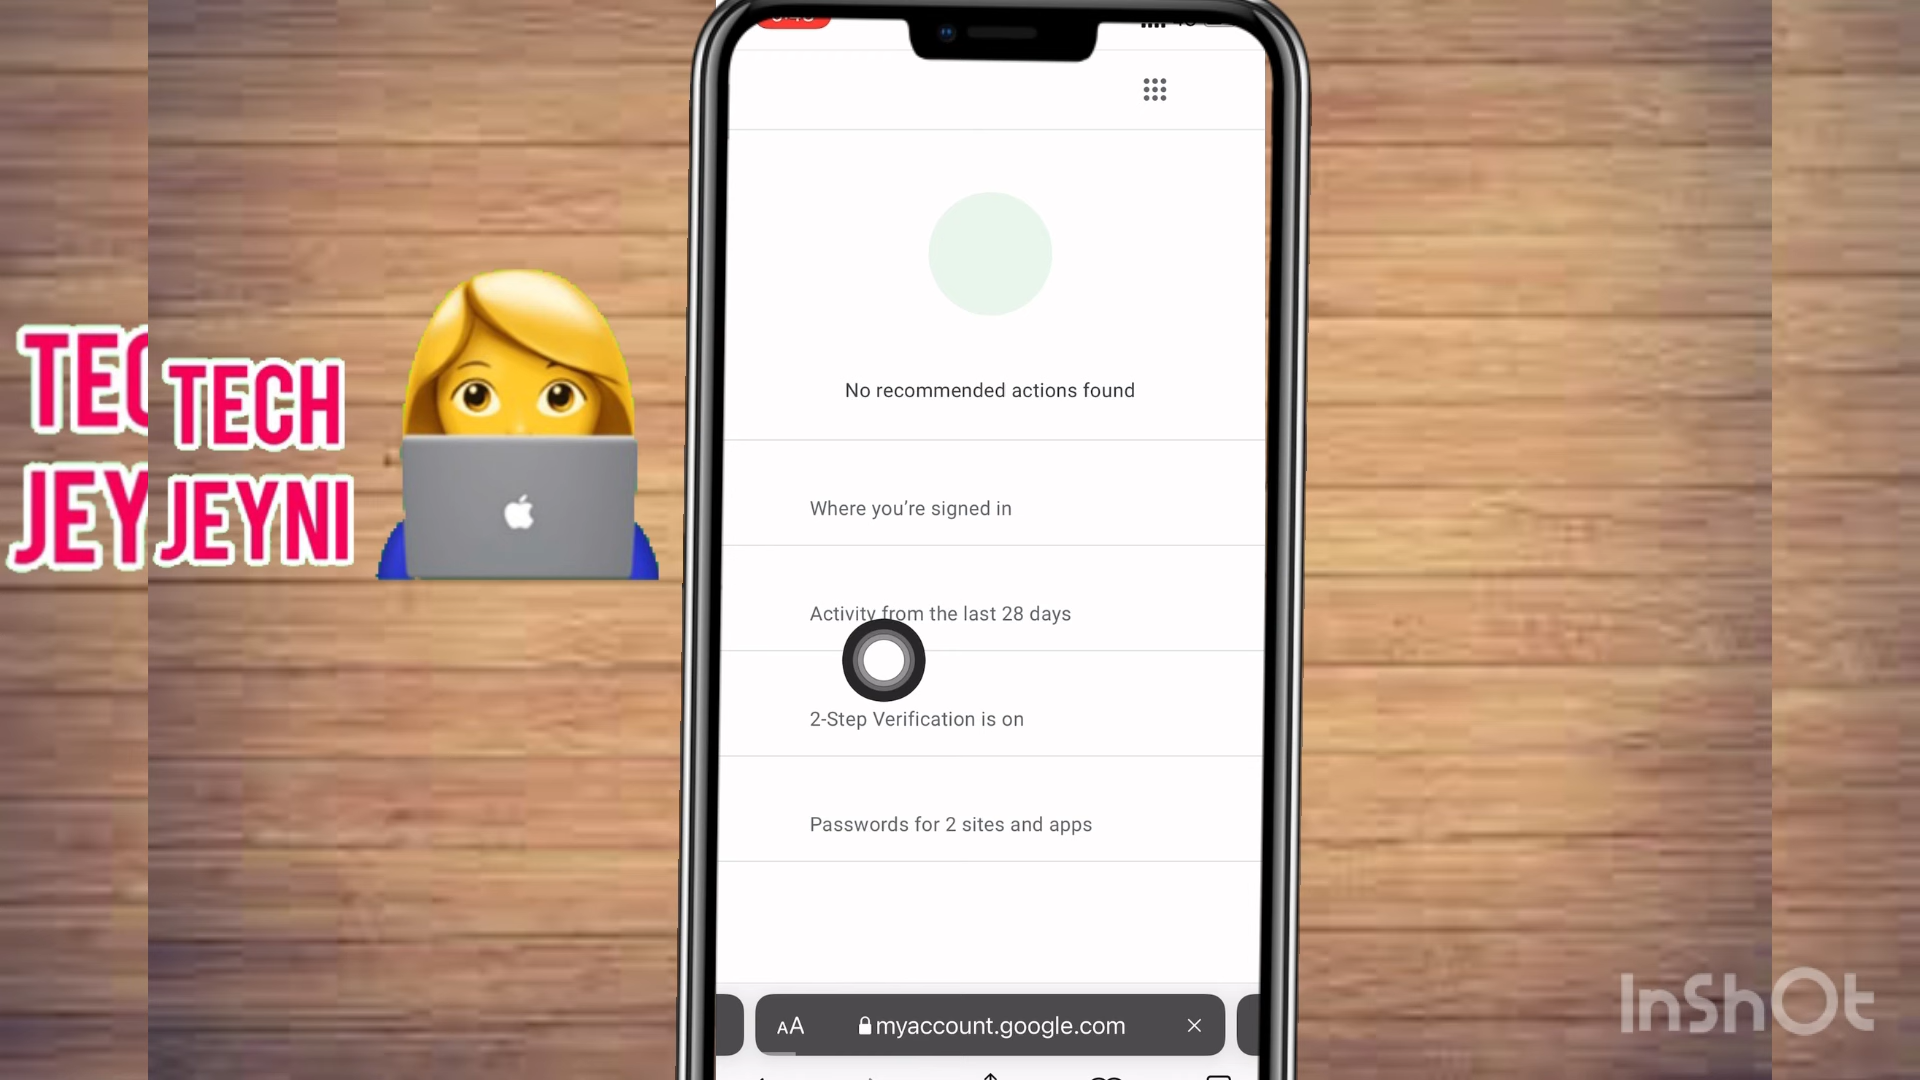 TECH
JEYNI
No recommended actions found
Where you're signed in
Activity from the last 28 days
2-Step Verification is on
Passwords for 2 sites and apps
AA
myaccount.google.com
InShOt